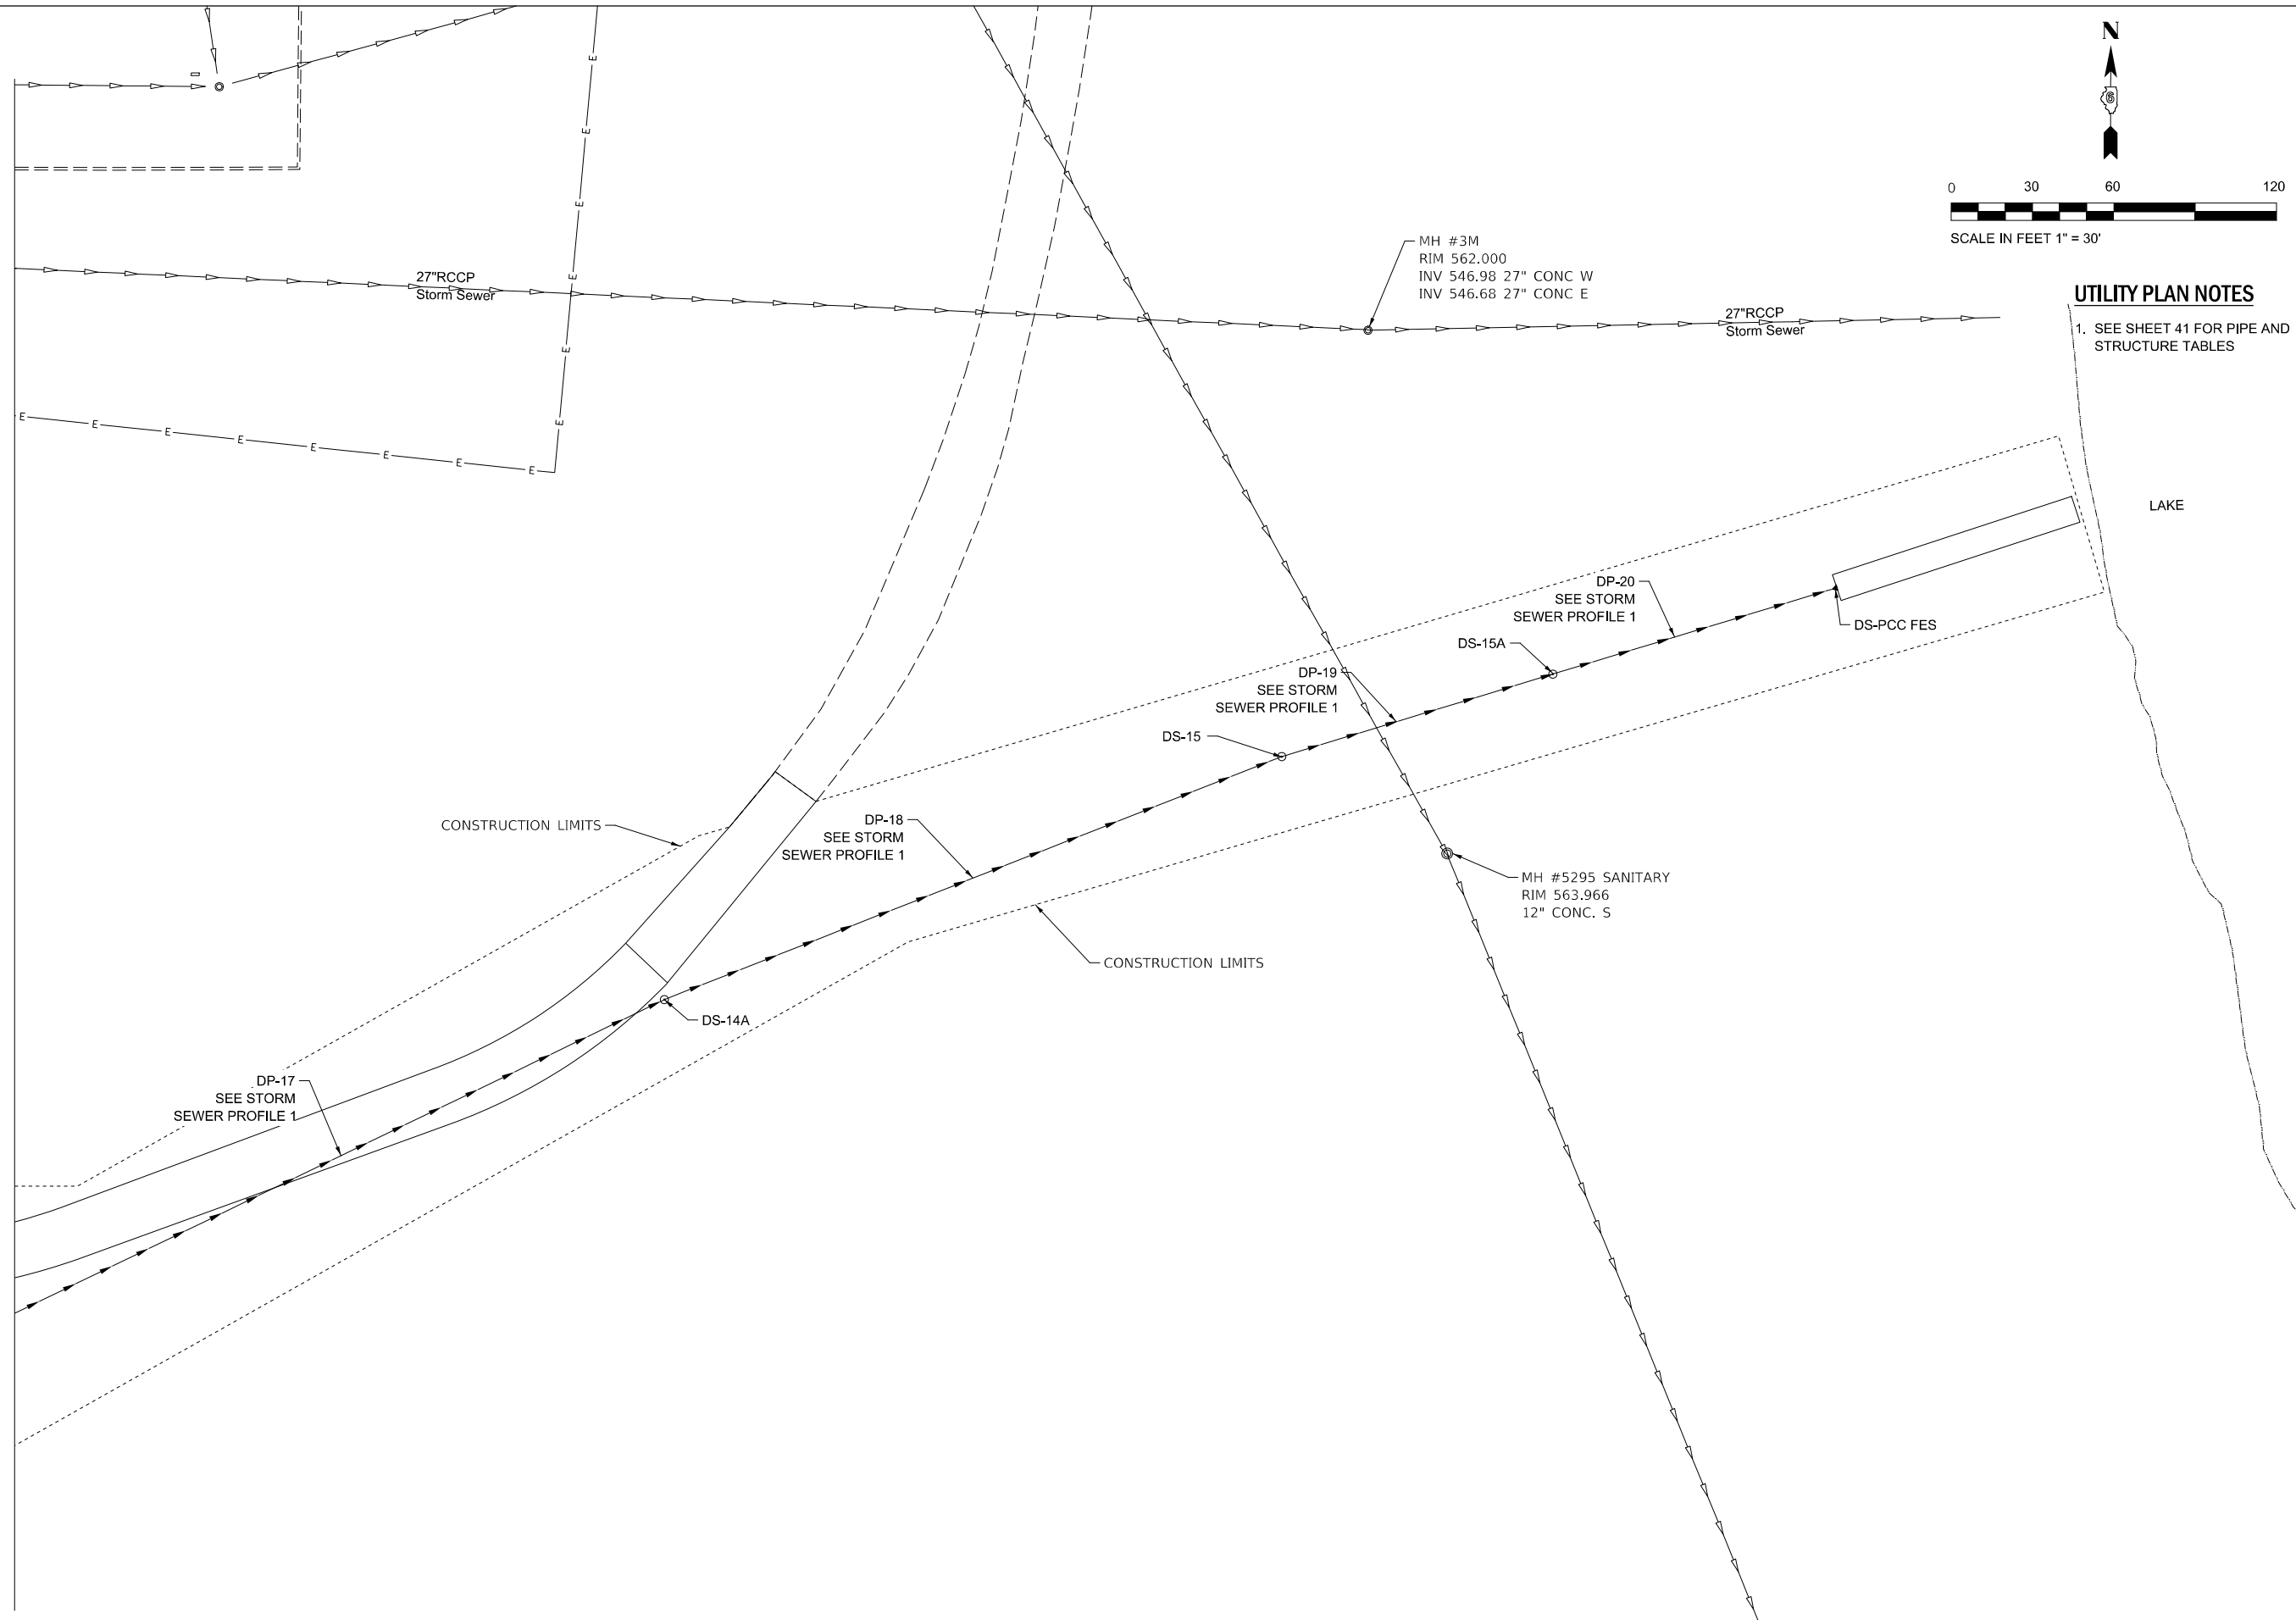 N
6
0 30 60 120
SCALE IN FEET 1" = 30'
UTILITY PLAN NOTES
1. SEE SHEET 41 FOR PIPE AND
STRUCTURE TABLES
MH #3M
RIM 562.000
INV 546.98 27" CONC W
INV 546.68 27" CONC E
27"RCCP
Storm Sewer
27"RCCP
Storm Sewer
E
E
E
E
E
E
E
E
E
E
E
E
E
E
LAKE
DP-20
SEE STORM
SEWER PROFILE 1
DS-PCC FES
DS-15A
DP-19
SEE STORM
SEWER PROFILE 1
DS-15
CONSTRUCTION LIMITS
DP-18
SEE STORM
SEWER PROFILE 1
MH #5295 SANITARY
RIM 563.966
12" CONC. S
CONSTRUCTION LIMITS
DS-14A
DP-17
SEE STORM
SEWER PROFILE 1